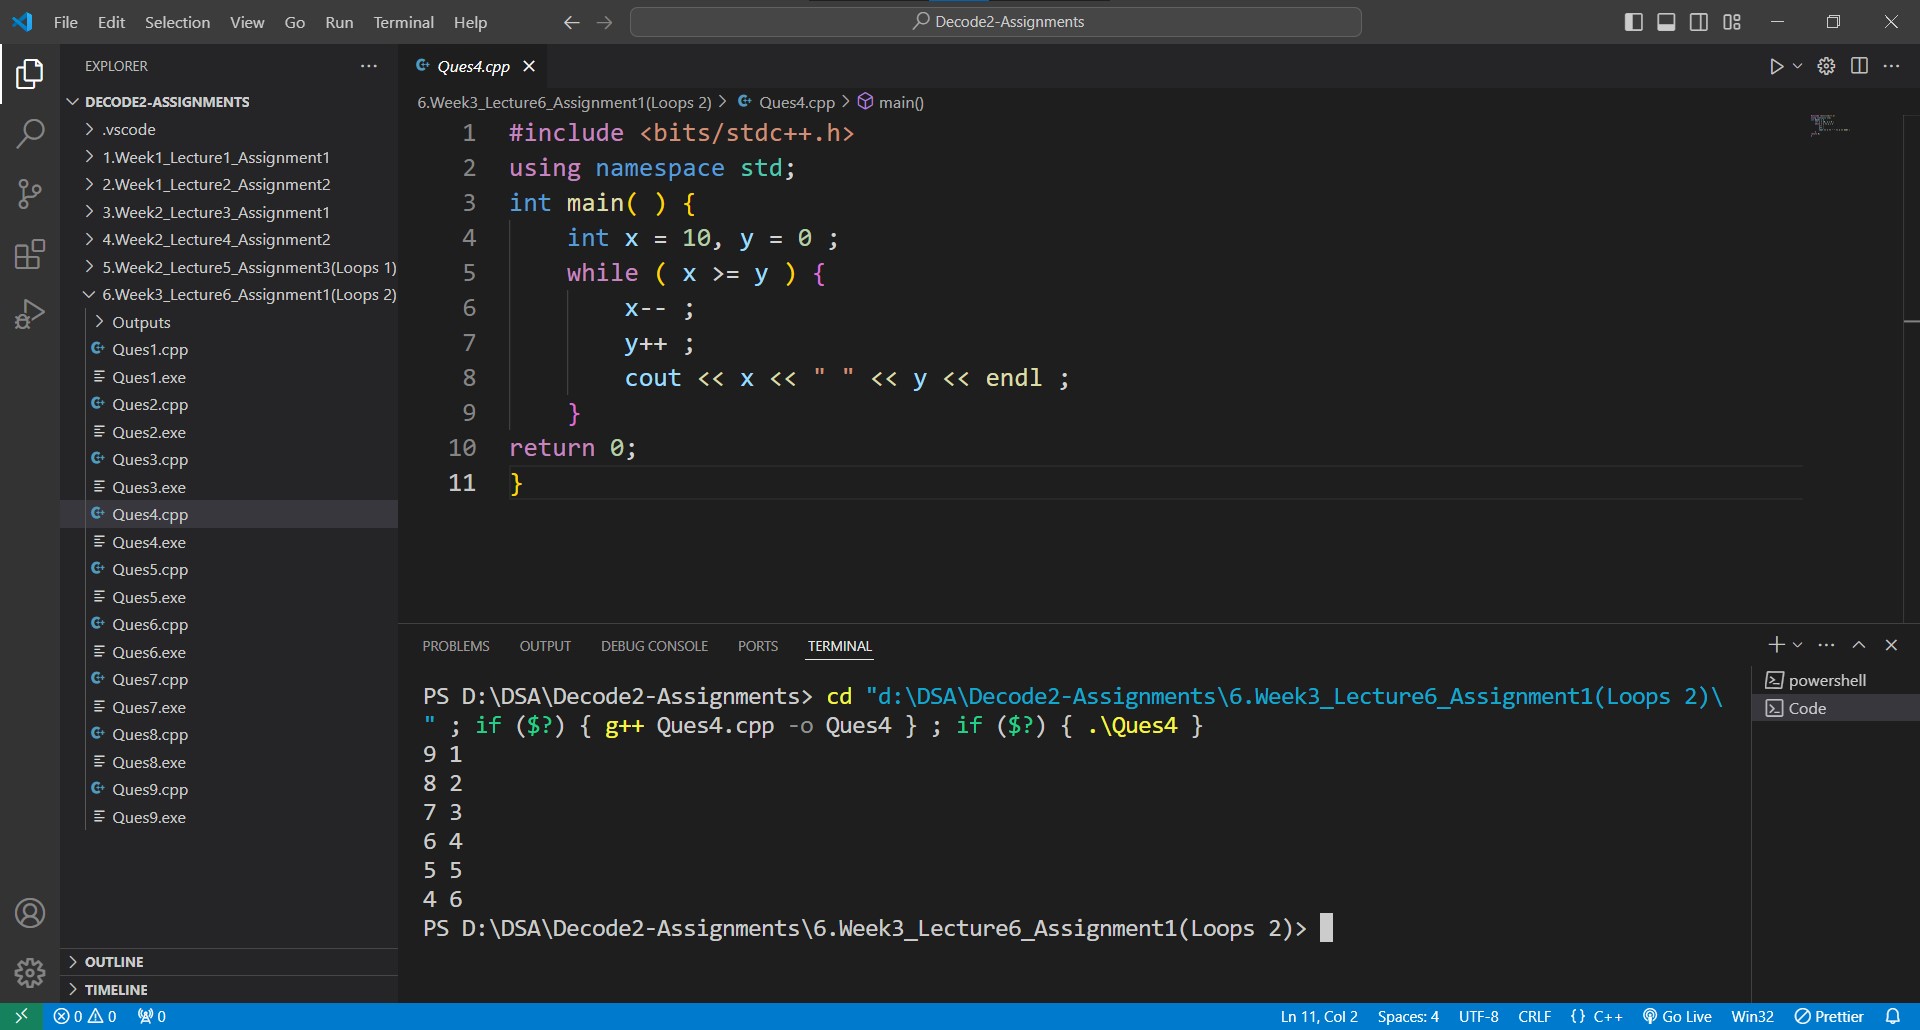 File Edit Selection View Go Run Terminal Help
Decode2-Assignments
EXPLORER
DECODE2-ASSIGNMENTS
.vscode
1.Week1_Lecture1_Assignment1
2.Week1_Lecture2_Assignment2
3.Week2_Lecture3_Assignment1
4.Week2_Lecture4_Assignment2
5.Week2_Lecture5_Assignment3(Loops 1)
6.Week3_Lecture6_Assignment1(Loops 2)
Outputs
Ques1.cpp
Ques1.exe
Ques2.cpp
Ques2.exe
Ques3.cpp
Ques3.exe
Ques4.cpp
Ques4.exe
Ques5.cpp
Ques5.exe
Ques6.cpp
Ques6.exe
Ques7.cpp
Ques7.exe
Ques8.cpp
Ques8.exe
Ques9.cpp
Ques9.exe
OUTLINE
TIMELINE
Ques4.cpp
6.Week3_Lecture6_Assignment1(Loops 2) > Ques4.cpp > main()
1 #include <bits/stdc++.h>
2 using namespace std;
3 int main( ) {
4 int x = 10, y = 0 ;
5 while ( x >= y ) {
6 x-- ;
7 y++ ;
8 cout << x << " " << y << endl ;
9 }
10 return 0;
11 }
PROBLEMS OUTPUT DEBUG CONSOLE PORTS TERMINAL
PS D:\DSA\Decode2-Assignments> cd "d:\DSA\Decode2-Assignments\6.Week3_Lecture6_Assignment1(Loops 2)\
" ; if ($?) { g++ Ques4.cpp -o Ques4 } ; if ($?) { .\Ques4 }
9 1
8 2
7 3
6 4
5 5
4 6
PS D:\DSA\Decode2-Assignments\6.Week3_Lecture6_Assignment1(Loops 2)>
powershell
Code
0 0 0 Ln 11, Col 2 Spaces: 4 UTF-8 CRLF {} C++ Go Live Win32 Prettier